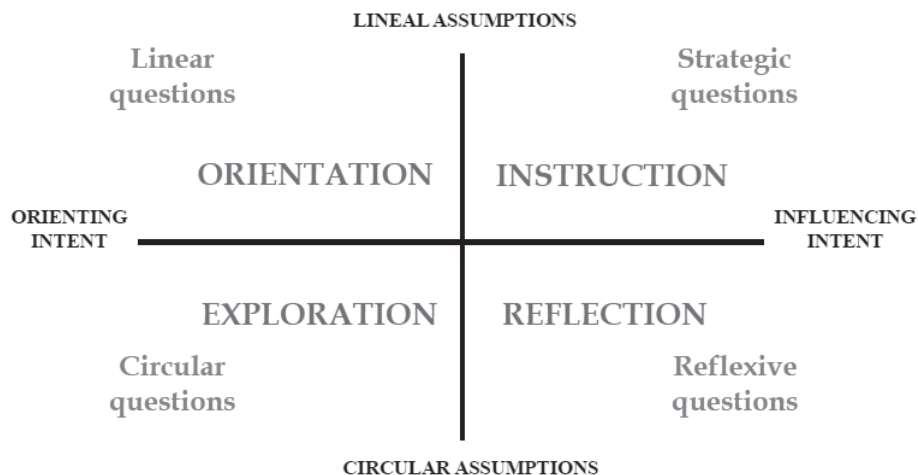 LINEAL ASSUMPTIONS
Linear
questions
Strategic
questions
ORIENTATION
INSTRUCTION
ORIENTING
INTENT
INFLUENCING
INTENT
EXPLORATION
REFLECTION
Circular
questions
Reflexive
questions
CIRCULAR ASSUMPTIONS